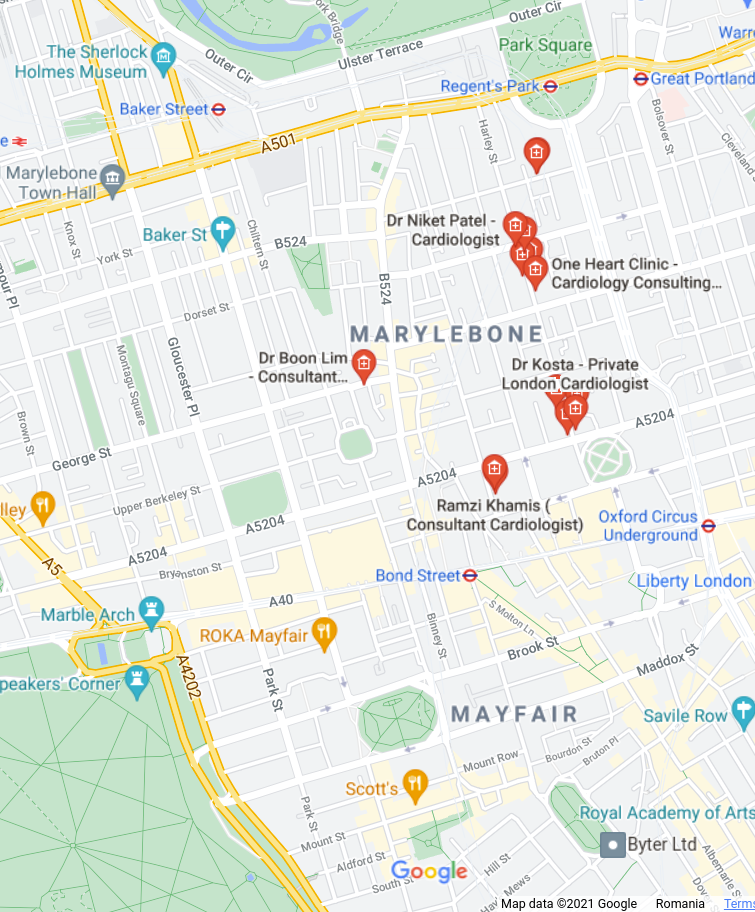 York Bridge
Outer Cir
The Sherlock
Holmes Museum
Outer Cir
Ulster Terrace
Park Square
Regent's Park
Great Portland
Baker Street
Harley St
Bolsover St
Cleveland S
A501
Marylebone
Town Hall
Dr Niket Patel -
Cardiologist
Baker St
Knox St
York St
Chiltern St
B524
B524
One Heart Clinic -
Cardiology Consulting...
Dorset St
MARYLEBONE
Gloucester Pl
Montagu Square
Dr Boon Lim
- Consultant...
Dr Kosta - Private
London Cardiologist
Brown St
George St
A5204
A5204
Upper Berkeley St
A5204
A5204
Ramzi Khamis (
Consultant Cardiologist)
Oxford Circus
Underground
A5
Bryanston St
Bond Street
Liberty London
A40
Marble Arch
ROKA Mayfair
Binney St
S Molton Ln
Brook St
Maddox St
peakers' Corner
A4202
Park St
MAYFAIR
Savile Row
Mount Row
Bourdon St
Bruton Pl
Scott's
Royal Academy of Arts
Park St
Mount St
Byter Ltd
Aldford St
Hill St
Albemarle St
South St
Hay's Mews
Google
Map data ©2021 Google
Romania
Terms